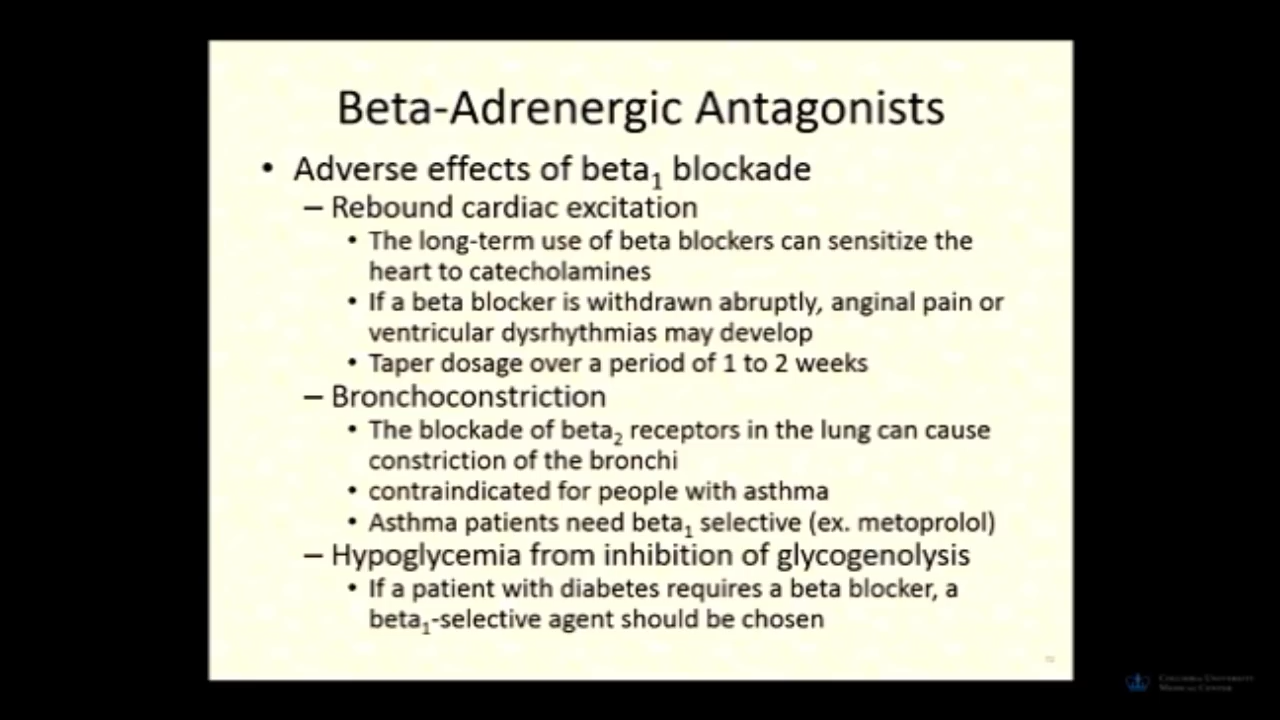 Beta-Adrenergic Antagonists
• Adverse effects of beta₁ blockade
– Rebound cardiac excitation
• The long-term use of beta blockers can sensitize the
heart to catecholamines
• If a beta blocker is withdrawn abruptly, anginal pain or
ventricular dysrhythmias may develop
• Taper dosage over a period of 1 to 2 weeks
– Bronchoconstriction
• The blockade of beta₂ receptors in the lung can cause
constriction of the bronchi
• contraindicated for people with asthma
• Asthma patients need beta₁ selective (ex. metoprolol)
– Hypoglycemia from inhibition of glycogenolysis
• If a patient with diabetes requires a beta blocker, a
beta₁-selective agent should be chosen
Columbia University
Medical Center